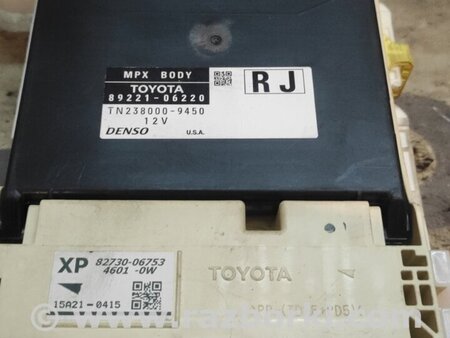 MPX BODY
TOYOTA
89221-06220
TN238000-9450
12V
DENSO
U.S.A.
RJ
XP
82730-06753
4601 -0W
15A21-0415
TOYOTA